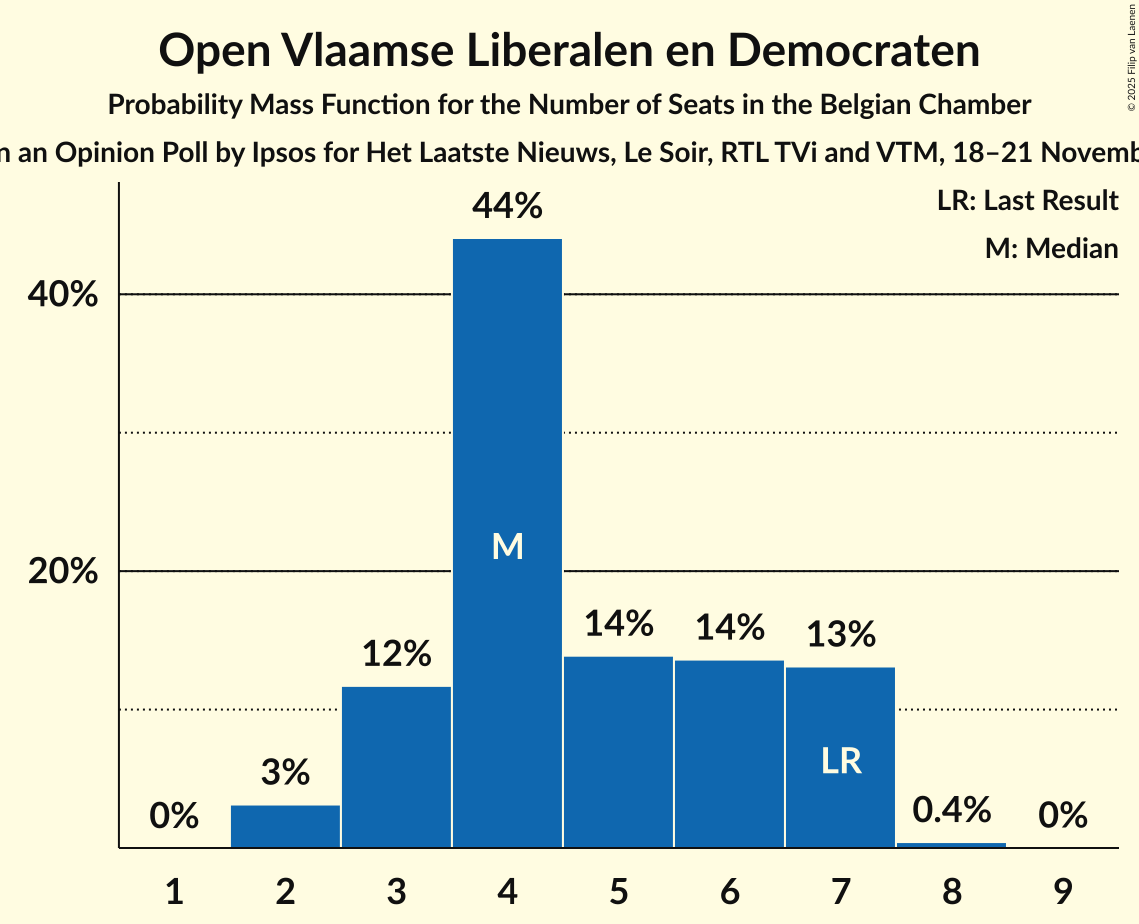 Open Vlaamse Liberalen en Democraten
Probability Mass Function for the Number of Seats in the Belgian Chamber
an Opinion Poll by Ipsos for Het Laatste Nieuws, Le Soir, RTL TVi and VTM, 18–21
LR: Last Result
M: Median
44%
40%
M
20%
14%
14%
13%
12%
LR
3%
0.4%
0%
0%
1 2 3 4 5 6 7 8 9
© 2025 Filip van Laenen